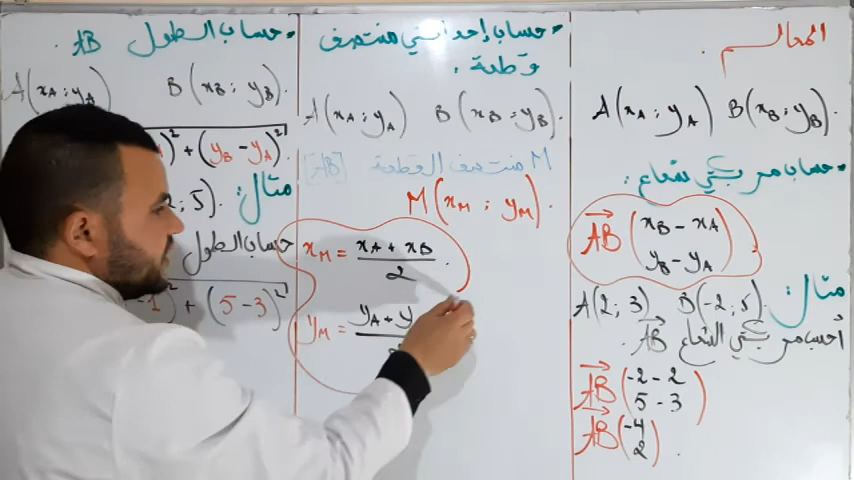 المعالم
A(xA ; yA) B(xB ; yB).
• حساب مركبتي شعاع :
AB (xB - xA
yB - yA)
مثال :
A(2 ; 3) B(-2 ; 5).
أحسب مركبتي الشعاع AB.
AB (-2 - 2
5 - 3)
AB (-4
2).
• حساب إحداثيتي منتصف
قطعة .
A(xA ; yA) B(xB ; yB).
M منتصف القطعة [AB]
M(xM ; yM).
xM = xA + xB / 2 .
yM = yA + y
• حساب الطول AB .
A(xA ; yA) B(xB ; yB).
)² + (yB - yA)².
مثال :
2 ; 5).
حساب الطول
-1)² + (5 - 3)²